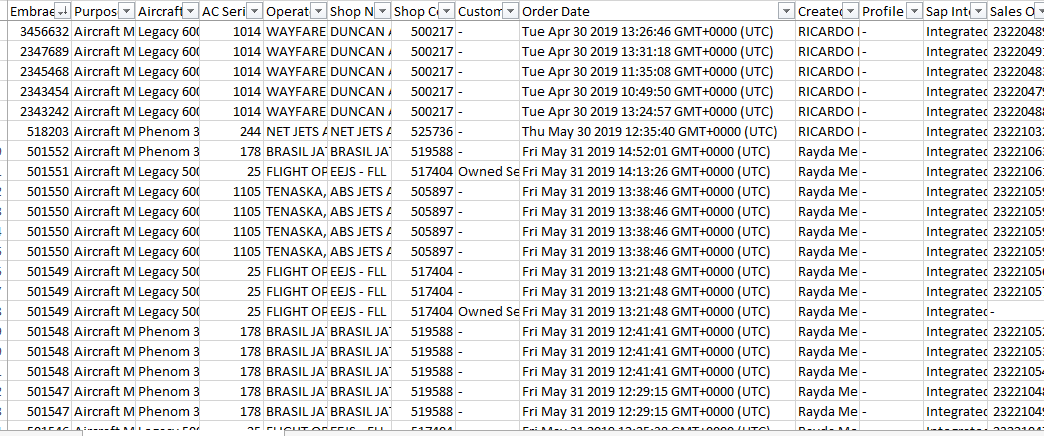 Embrae Purpos Aircraft AC Seri Operat Shop N Shop Co Custom Order Date Created Profile Sap Inte Sales O
3456632 Aircraft M Legacy 600 1014 WAYFARE DUNCAN A 500217 - Tue Apr 30 2019 13:26:46 GMT+0000 (UTC) RICARDO - Integrated 2322048
2347689 Aircraft M Legacy 600 1014 WAYFARE DUNCAN A 500217 - Tue Apr 30 2019 13:31:18 GMT+0000 (UTC) RICARDO - Integrated 2322049
2345468 Aircraft M Legacy 600 1014 WAYFARE DUNCAN A 500217 - Tue Apr 30 2019 11:35:08 GMT+0000 (UTC) RICARDO - Integrated 2322048
2343454 Aircraft M Legacy 600 1014 WAYFARE DUNCAN A 500217 - Tue Apr 30 2019 10:49:50 GMT+0000 (UTC) RICARDO - Integrated 2322047
2343242 Aircraft M Legacy 600 1014 WAYFARE DUNCAN A 500217 - Tue Apr 30 2019 13:24:57 GMT+0000 (UTC) RICARDO - Integrated 2322048
518203 Aircraft M Phenom 3 244 NET JETS A NET JETS A 525736 - Thu May 30 2019 12:35:40 GMT+0000 (UTC) RICARDO - Integrated 2322103
501552 Aircraft M Phenom 3 178 BRASIL JA BRASIL JA 519588 - Fri May 31 2019 14:52:01 GMT+0000 (UTC) Rayda Me - Integrated 2322106
501551 Aircraft M Legacy 500 25 FLIGHT OP EEJS - FLL 517404 Owned Se Fri May 31 2019 14:13:26 GMT+0000 (UTC) Rayda Me - Integrated 2322106
501550 Aircraft M Legacy 600 1105 TENASKA, ABS JETS A 505897 - Fri May 31 2019 13:38:46 GMT+0000 (UTC) Rayda Me - Integrated 2322105
501550 Aircraft M Legacy 600 1105 TENASKA, ABS JETS A 505897 - Fri May 31 2019 13:38:46 GMT+0000 (UTC) Rayda Me - Integrated 2322105
501550 Aircraft M Legacy 600 1105 TENASKA, ABS JETS A 505897 - Fri May 31 2019 13:38:46 GMT+0000 (UTC) Rayda Me - Integrated 2322105
501550 Aircraft M Legacy 600 1105 TENASKA, ABS JETS A 505897 - Fri May 31 2019 13:38:46 GMT+0000 (UTC) Rayda Me - Integrated 2322105
501549 Aircraft M Legacy 500 25 FLIGHT OP EEJS - FLL 517404 - Fri May 31 2019 13:21:48 GMT+0000 (UTC) Rayda Me - Integrated 2322105
501549 Aircraft M Legacy 500 25 FLIGHT OP EEJS - FLL 517404 - Fri May 31 2019 13:21:48 GMT+0000 (UTC) Rayda Me - Integrated 2322105
501549 Aircraft M Legacy 500 25 FLIGHT OP EEJS - FLL 517404 Owned Se Fri May 31 2019 13:21:48 GMT+0000 (UTC) Rayda Me - Integrated -
501548 Aircraft M Phenom 3 178 BRASIL JA BRASIL JA 519588 - Fri May 31 2019 12:41:41 GMT+0000 (UTC) Rayda Me - Integrated 2322105
501548 Aircraft M Phenom 3 178 BRASIL JA BRASIL JA 519588 - Fri May 31 2019 12:41:41 GMT+0000 (UTC) Rayda Me - Integrated 2322105
501548 Aircraft M Phenom 3 178 BRASIL JA BRASIL JA 519588 - Fri May 31 2019 12:41:41 GMT+0000 (UTC) Rayda Me - Integrated 2322105
501547 Aircraft M Phenom 3 178 BRASIL JA BRASIL JA 519588 - Fri May 31 2019 12:29:15 GMT+0000 (UTC) Rayda Me - Integrated 2322104
501547 Aircraft M Phenom 3 178 BRASIL JA BRASIL JA 519588 - Fri May 31 2019 12:29:15 GMT+0000 (UTC) Rayda Me - Integrated 2322104